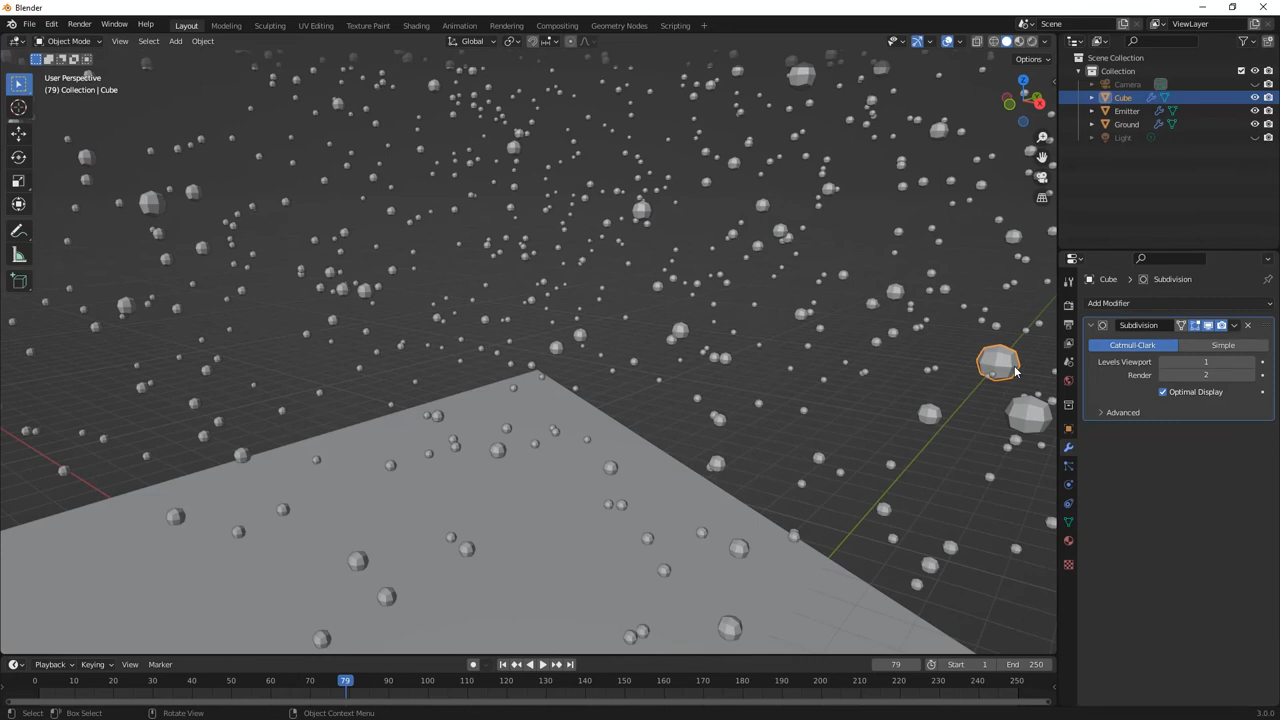 Blender
File Edit Render Window Help Layout Modeling Sculpting UV Editing Texture Paint Shading Animation Rendering Compositing Geometry Nodes Scripting + Scene ViewLayer
Object Mode View Select Add Object Global
Options
User Perspective
(79) Collection | Cube
Z
X
Scene Collection
Collection
Camera
Cube
Emitter
Ground
Light
Cube > Subdivision
Add Modifier
Subdivision
Catmull-Clark Simple
Levels Viewport 1
Render 2
Optimal Display
Advanced
Playback Keying View Marker 79 Start 1 End 250
0 10 20 30 40 50 60 70 79 90 100 110 120 130 140 150 160 170 180 190 200 210 220 230 240 250
Select Box Select Rotate View Object Context Menu 3.0.0